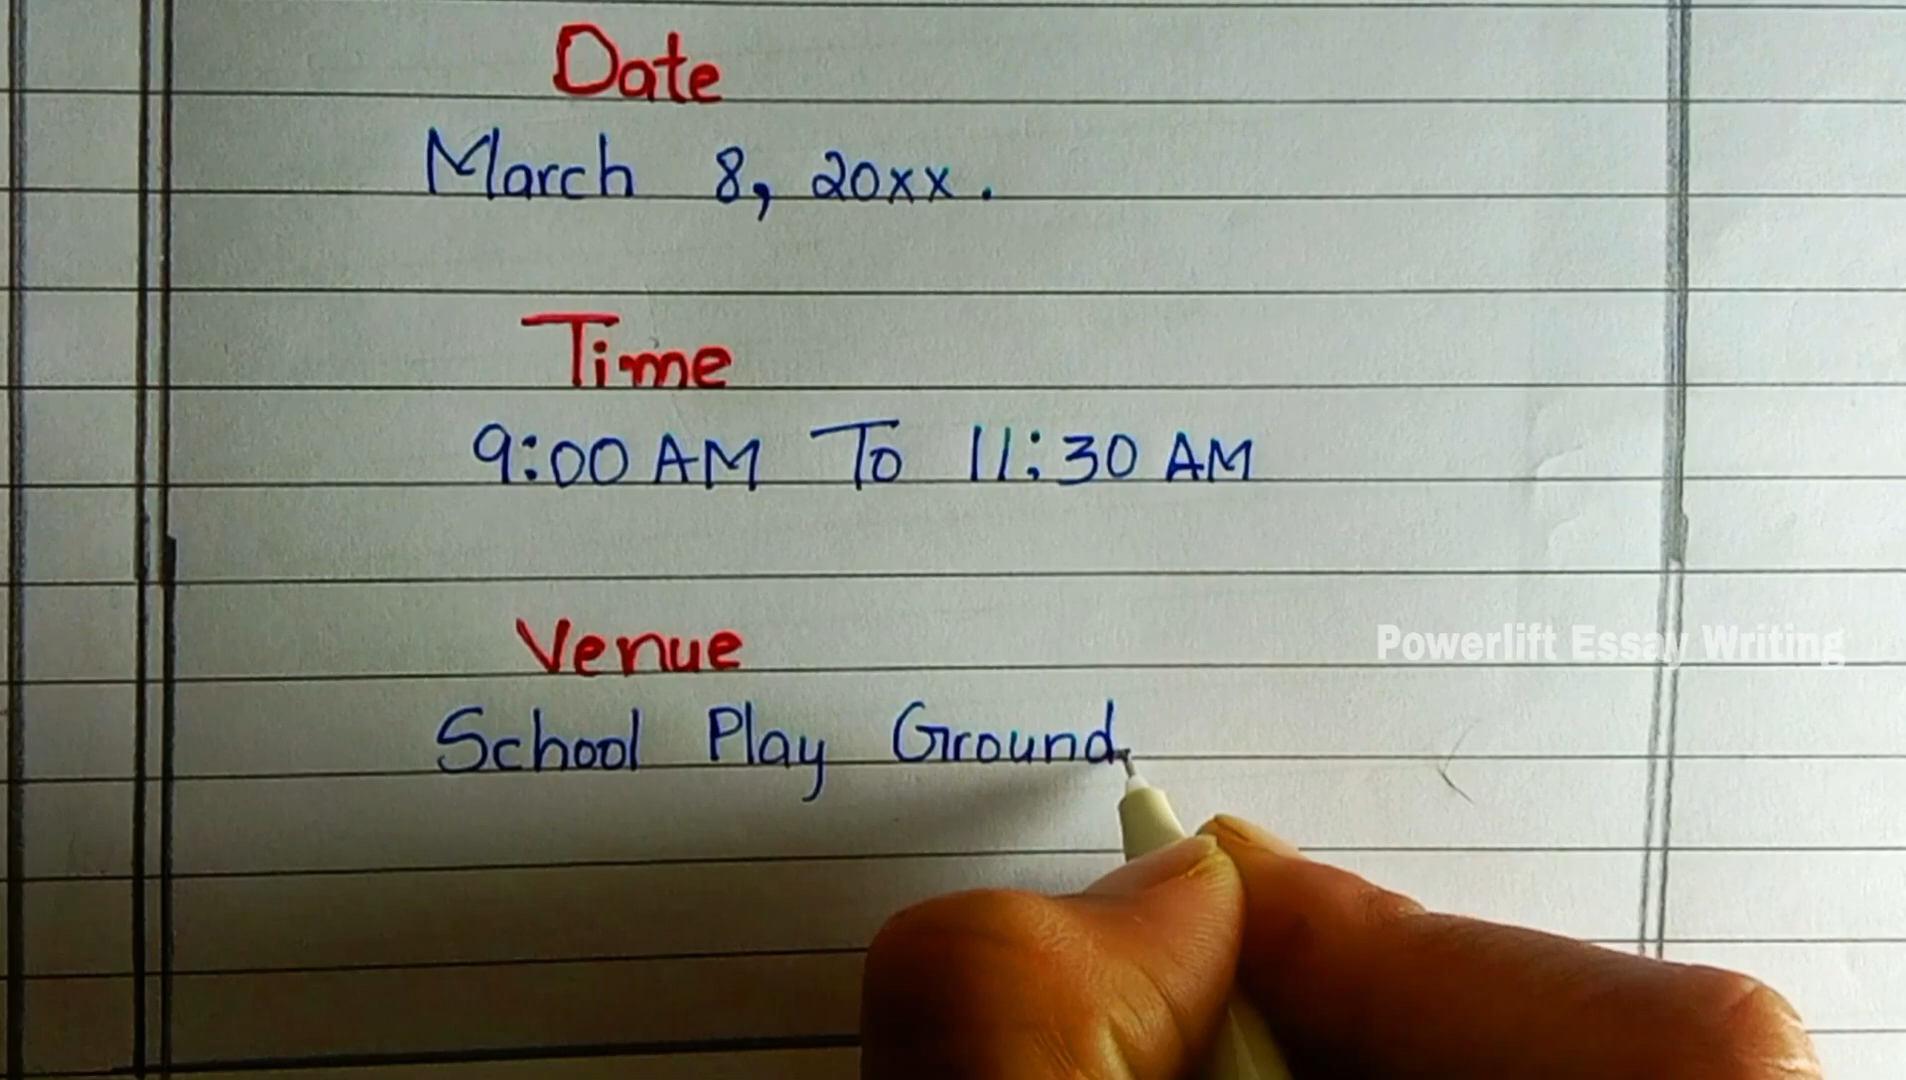 Date
March 8, 20xx.
Time
9:00 AM To 11:30 AM
Venue
Powerlift Essay Writing
School Play Ground